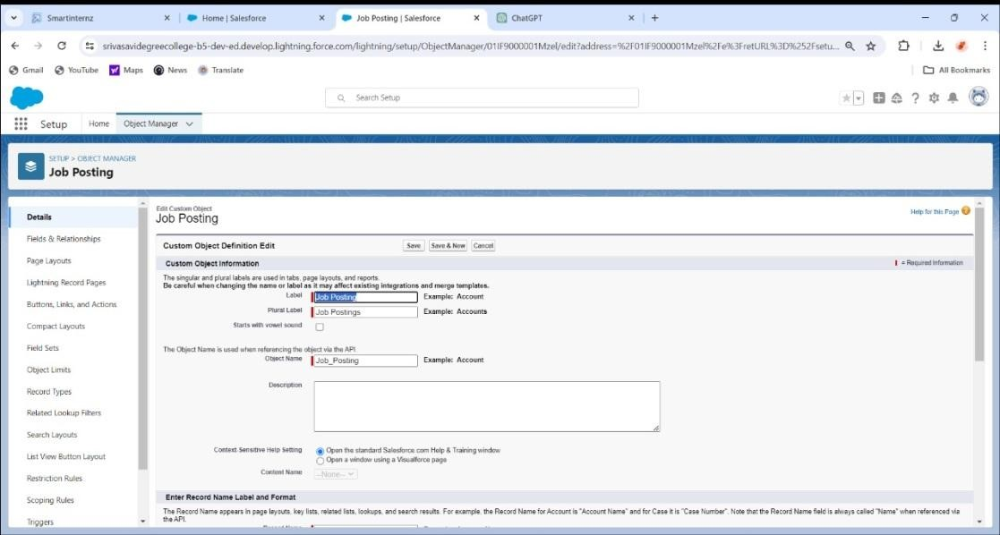 Smartinternz
Home | Salesforce
Job Posting | Salesforce
ChatGPT
srivasavidegreecollege-b5-dev-ed.develop.lightning.force.com/lightning/setup/ObjectManager/01IF9000001Mzel/edit?address=%2F01IF9000001Mzel%2Fe%3FretURL%3D%252Fsetu...
Gmail YouTube Maps News Translate All Bookmarks
Search Setup
Setup Home Object Manager
SETUP > OBJECT MANAGER
Job Posting
Details
Fields & Relationships
Page Layouts
Lightning Record Pages
Buttons, Links, and Actions
Compact Layouts
Field Sets
Object Limits
Record Types
Related Lookup Filters
Search Layouts
List View Button Layout
Restriction Rules
Scoping Rules
Triggers
Edit Custom Object
Job Posting
Help for this Page
Custom Object Definition Edit Save Save & New Cancel
Custom Object Information = Required Information
The singular and plural labels are used in tabs, page layouts, and reports.
Be careful when changing the name or label as it may affect existing integrations and merge templates.
Label Job Posting Example: Account
Plural Label Job Postings Example: Accounts
Starts with vowel sound
The Object Name is used when referencing the object via the API.
Object Name Job_Posting Example: Account
Description
Context-Sensitive Help Setting Open the standard Salesforce.com Help & Training window
Open a window using a Visualforce page
Content Name --None--
Enter Record Name Label and Format
The Record Name appears in page layouts, key lists, related lists, lookups, and search results. For example, the Record Name for Account is "Account Name" and for Case it is "Case Number". Note that the Record Name field is always called "Name" when referenced via
the API.